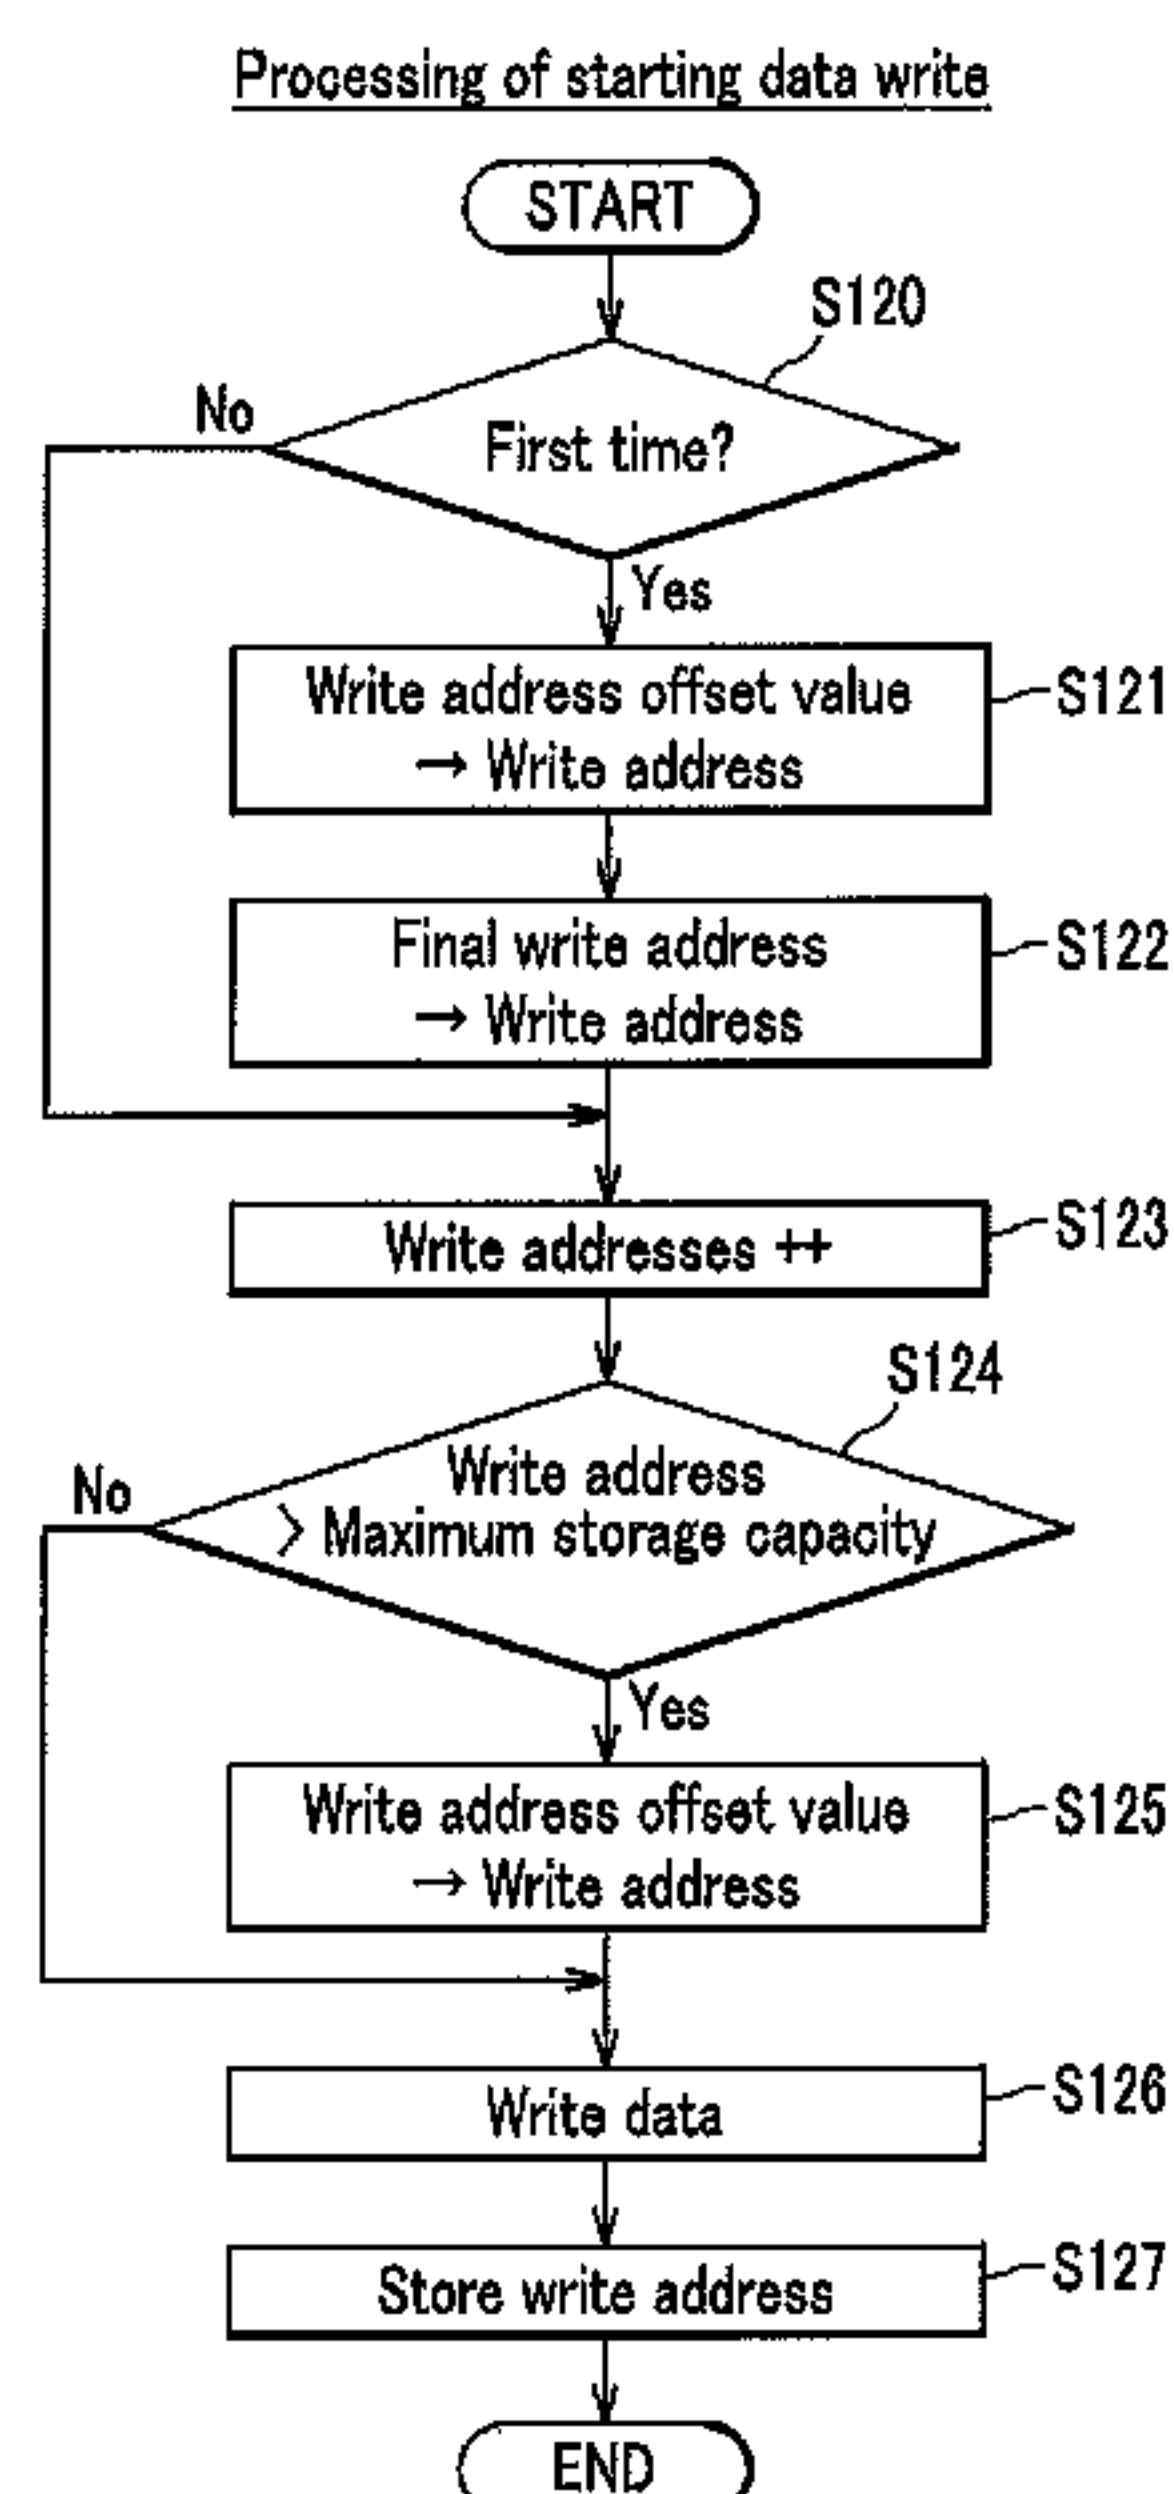 Processing of starting data write
START
S120
No
First time?
Yes
Write address offset value
→ Write address
S121
Final write address
→ Write address
S122
Write addresses ++
S123
S124
No
Write address
> Maximum storage capacity
Yes
Write address offset value
→ Write address
S125
Write data
S126
Store write address
S127
END